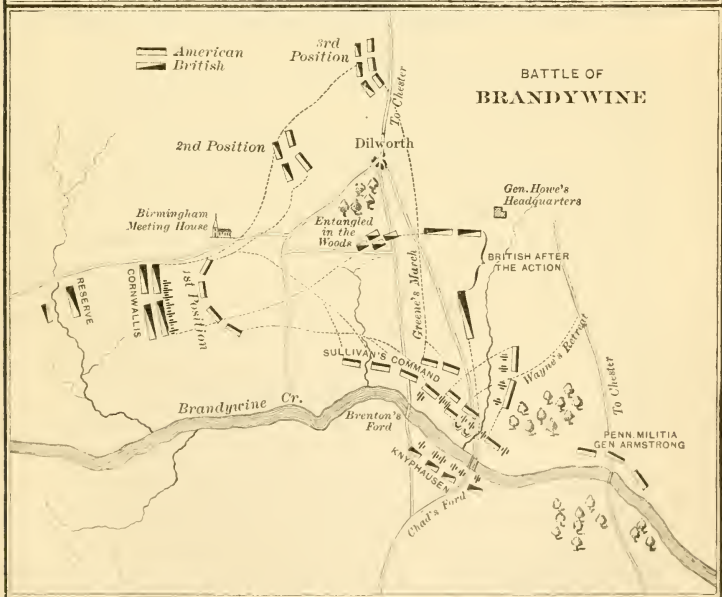 American
British
3rd
Position
BATTLE OF
BRANDYWINE
To Chester
2nd Position
Dilworth
Gen. Howe's
Headquarters
Birmingham
Meeting House
Entangled
in the
Woods
BRITISH AFTER
THE ACTION
RESERVE
CORNWALLIS
1st Position
Greene's March
SULLIVAN'S COMMAND
Wayne's Retreat
To Chester
Brandywine Cr.
Brenton's
Ford
PENN. MILITIA
GEN ARMSTRONG
KNYPHAUSEN
Chad's Ford